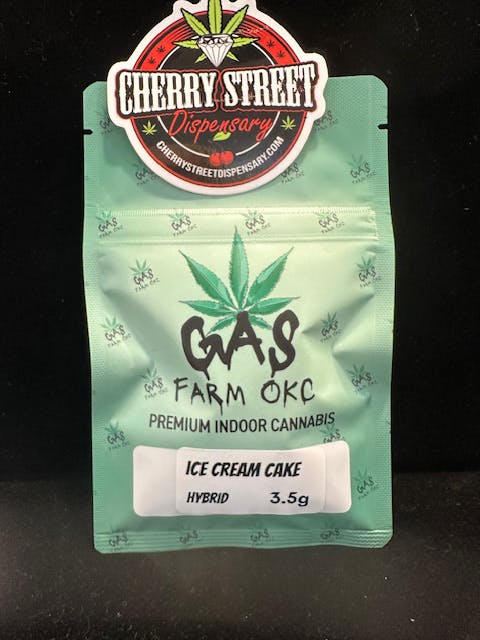 CHERRY STREET
Dispensary
CHERRYSTREETDISPENSARY.COM
GAS
FARM OKC
PREMIUM INDOOR CANNABIS
ICE CREAM CAKE
HYBRID 3.5g